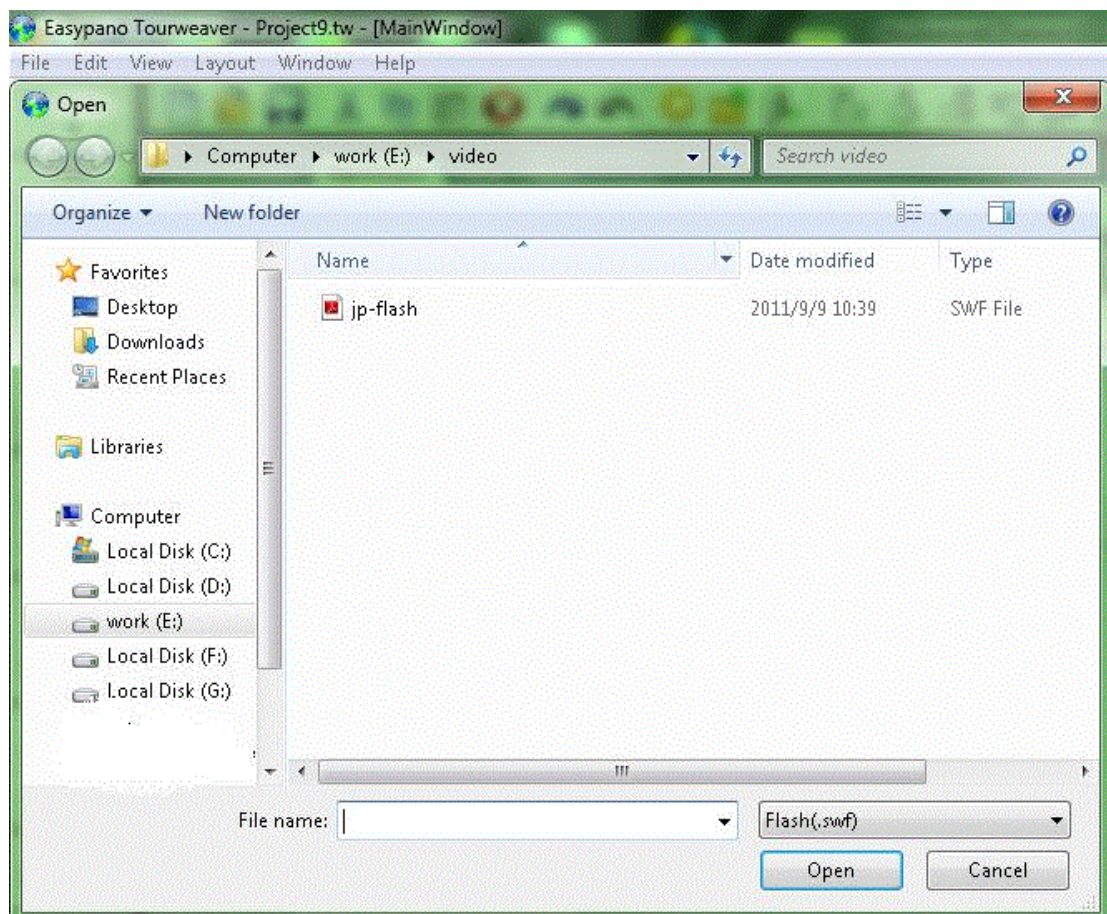 Easypano Tourweaver - Project9.tw - [MainWindow]
File Edit View Layout Window Help
Open
Computer work (E:) video Search video
Organize New folder
Name Date modified Type
Favorites
jp-flash 2011/9/9 10:39 SWF File
Desktop
Downloads
Recent Places
Libraries
Computer
Local Disk (C:)
Local Disk (D:)
work (E:)
Local Disk (F:)
Local Disk (G:)
File name: Flash(.swf)
Open Cancel